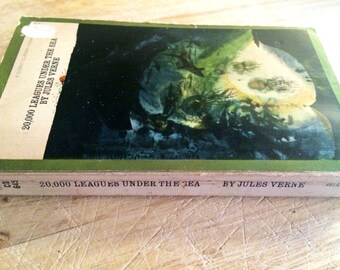 20,000 LEAGUES UNDER THE SEA
BY JULES VERNE
20,000 LEAGUES UNDER THE SEA BY JULES VERNE